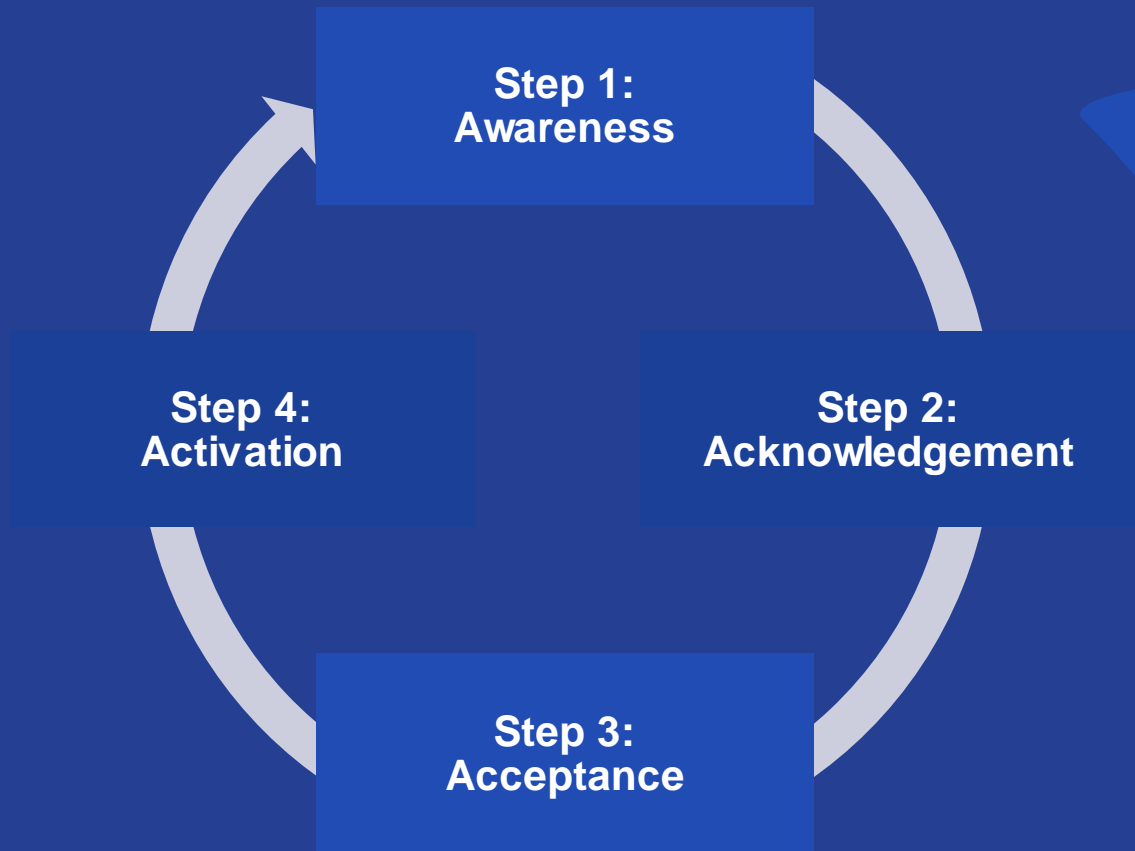 Step 1:
Awareness
Step 2:
Acknowledgement
Step 3:
Acceptance
Step 4:
Activation